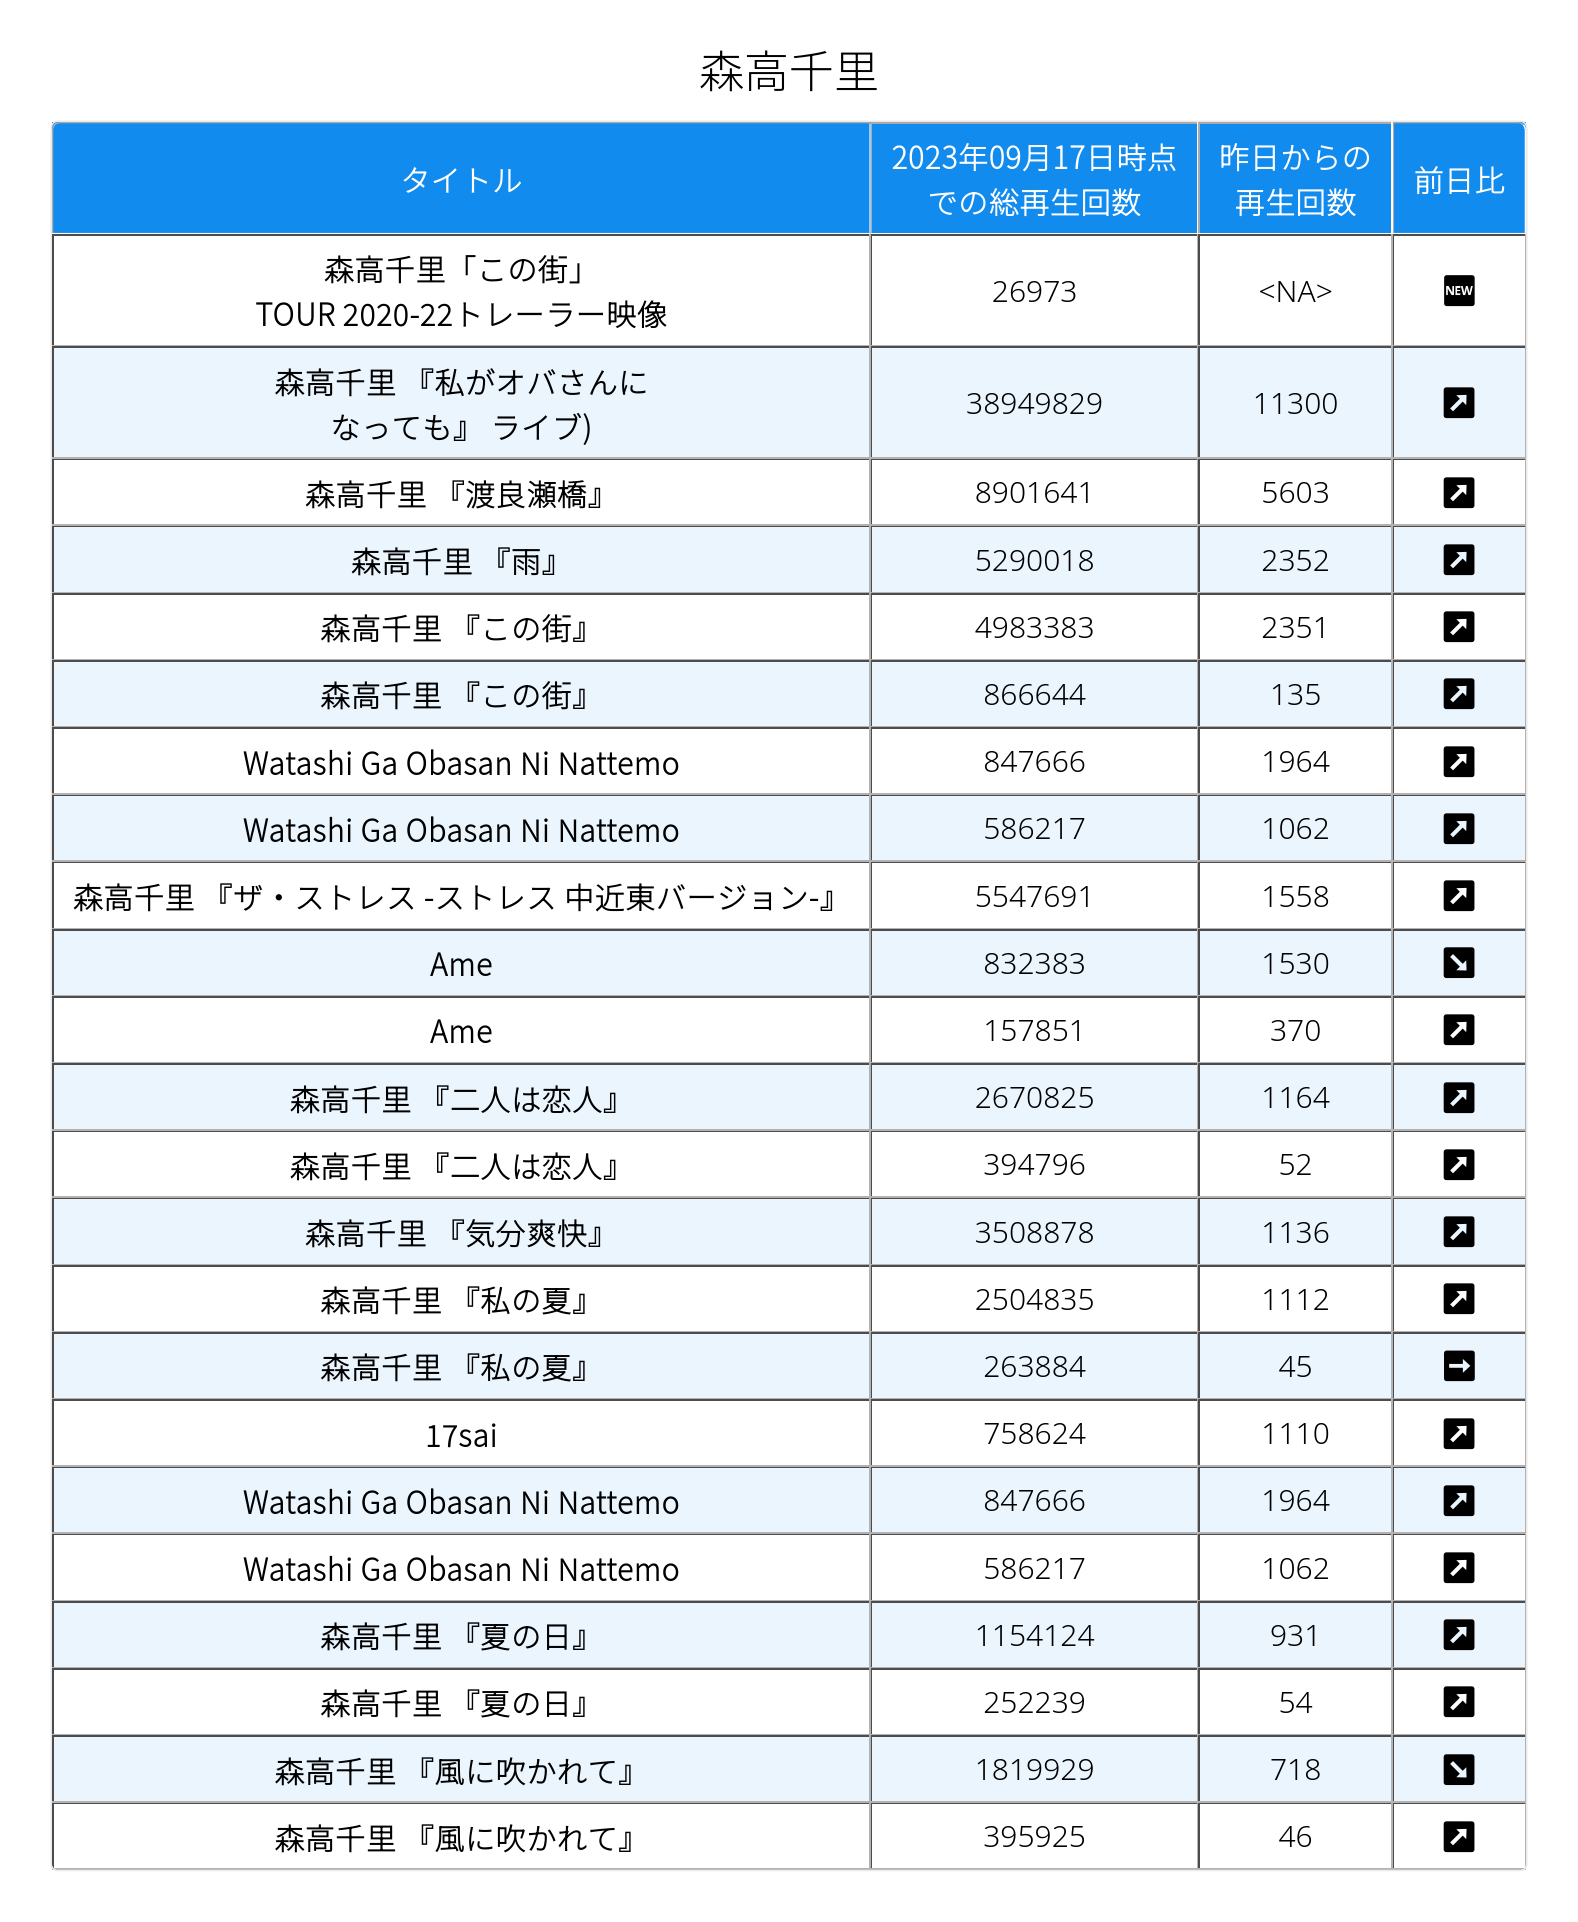 森高千里
タイトル
2023年09月17日時点
での総再生回数
昨日からの
再生回数
前日比
森高千里「この街」
TOUR 2020-22トレーラー映像
26973
<NA>
NEW
森高千里 『私がオバさんに
なっても』 ライブ)
38949829
11300
森高千里 『渡良瀬橋』
8901641
5603
森高千里 『雨』
5290018
2352
森高千里 『この街』
4983383
2351
森高千里 『この街』
866644
135
Watashi Ga Obasan Ni Nattemo
847666
1964
Watashi Ga Obasan Ni Nattemo
586217
1062
森高千里 『ザ・ストレス -ストレス 中近東バージョン-』
5547691
1558
Ame
832383
1530
Ame
157851
370
森高千里 『二人は恋人』
2670825
1164
森高千里 『二人は恋人』
394796
52
森高千里 『気分爽快』
3508878
1136
森高千里 『私の夏』
2504835
1112
森高千里 『私の夏』
263884
45
17sai
758624
1110
Watashi Ga Obasan Ni Nattemo
847666
1964
Watashi Ga Obasan Ni Nattemo
586217
1062
森高千里 『夏の日』
1154124
931
森高千里 『夏の日』
252239
54
森高千里 『風に吹かれて』
1819929
718
森高千里 『風に吹かれて』
395925
46